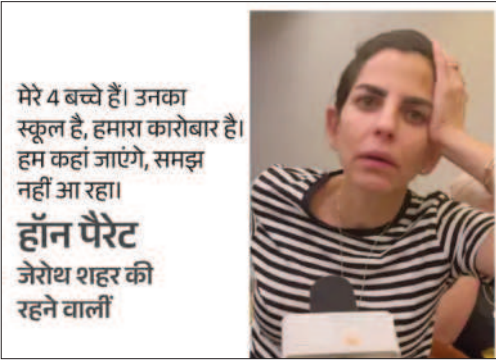 मेरे 4 बच्चे हैं। उनका
स्कूल है, हमारा कारोबार है।
हम कहां जाएंगे, समझ
नहीं आ रहा।
हॉन पैरेट
जेरोथ शहर की
रहने वालीं